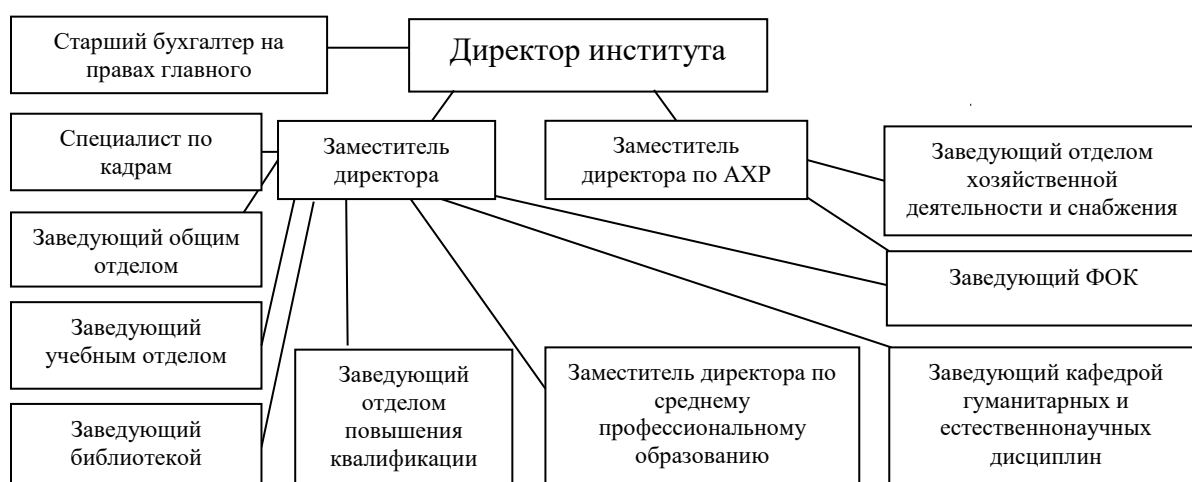 Старший бухгалтер на
правах главного
Директор института
Специалист по
кадрам
Заместитель
директора
Заместитель
директора по АХР
Заведующий отделом
хозяйственной
деятельности и снабжения
Заведующий общим
отделом
Заведующий ФОК
Заведующий
учебным отделом
Заведующий
отделом
повышения
квалификации
Заместитель директора по
среднему
профессиональному
образованию
Заведующий кафедрой
гуманитарных и
естественнонаучных
дисциплин
Заведующий
библиотекой